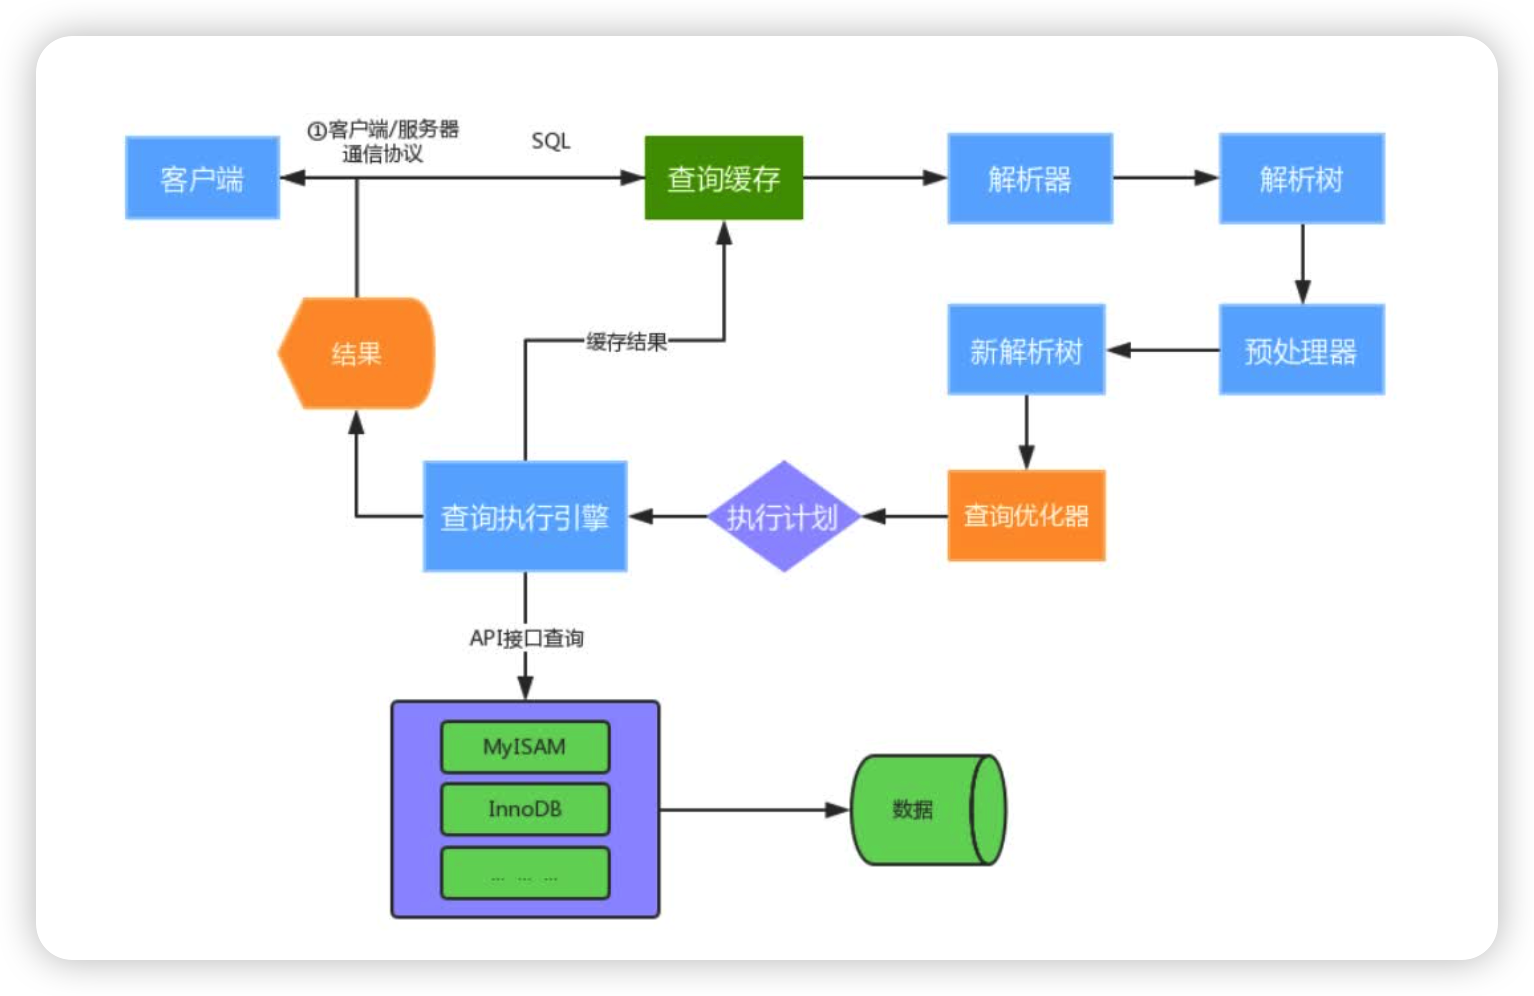 ①客户端/服务器
通信协议
SQL
客户端
查询缓存
解析器
解析树
结果
缓存结果
新解析树
预处理器
查询执行引擎
执行计划
查询优化器
API接口查询
MyISAM
InnoDB
... ... ...
数据